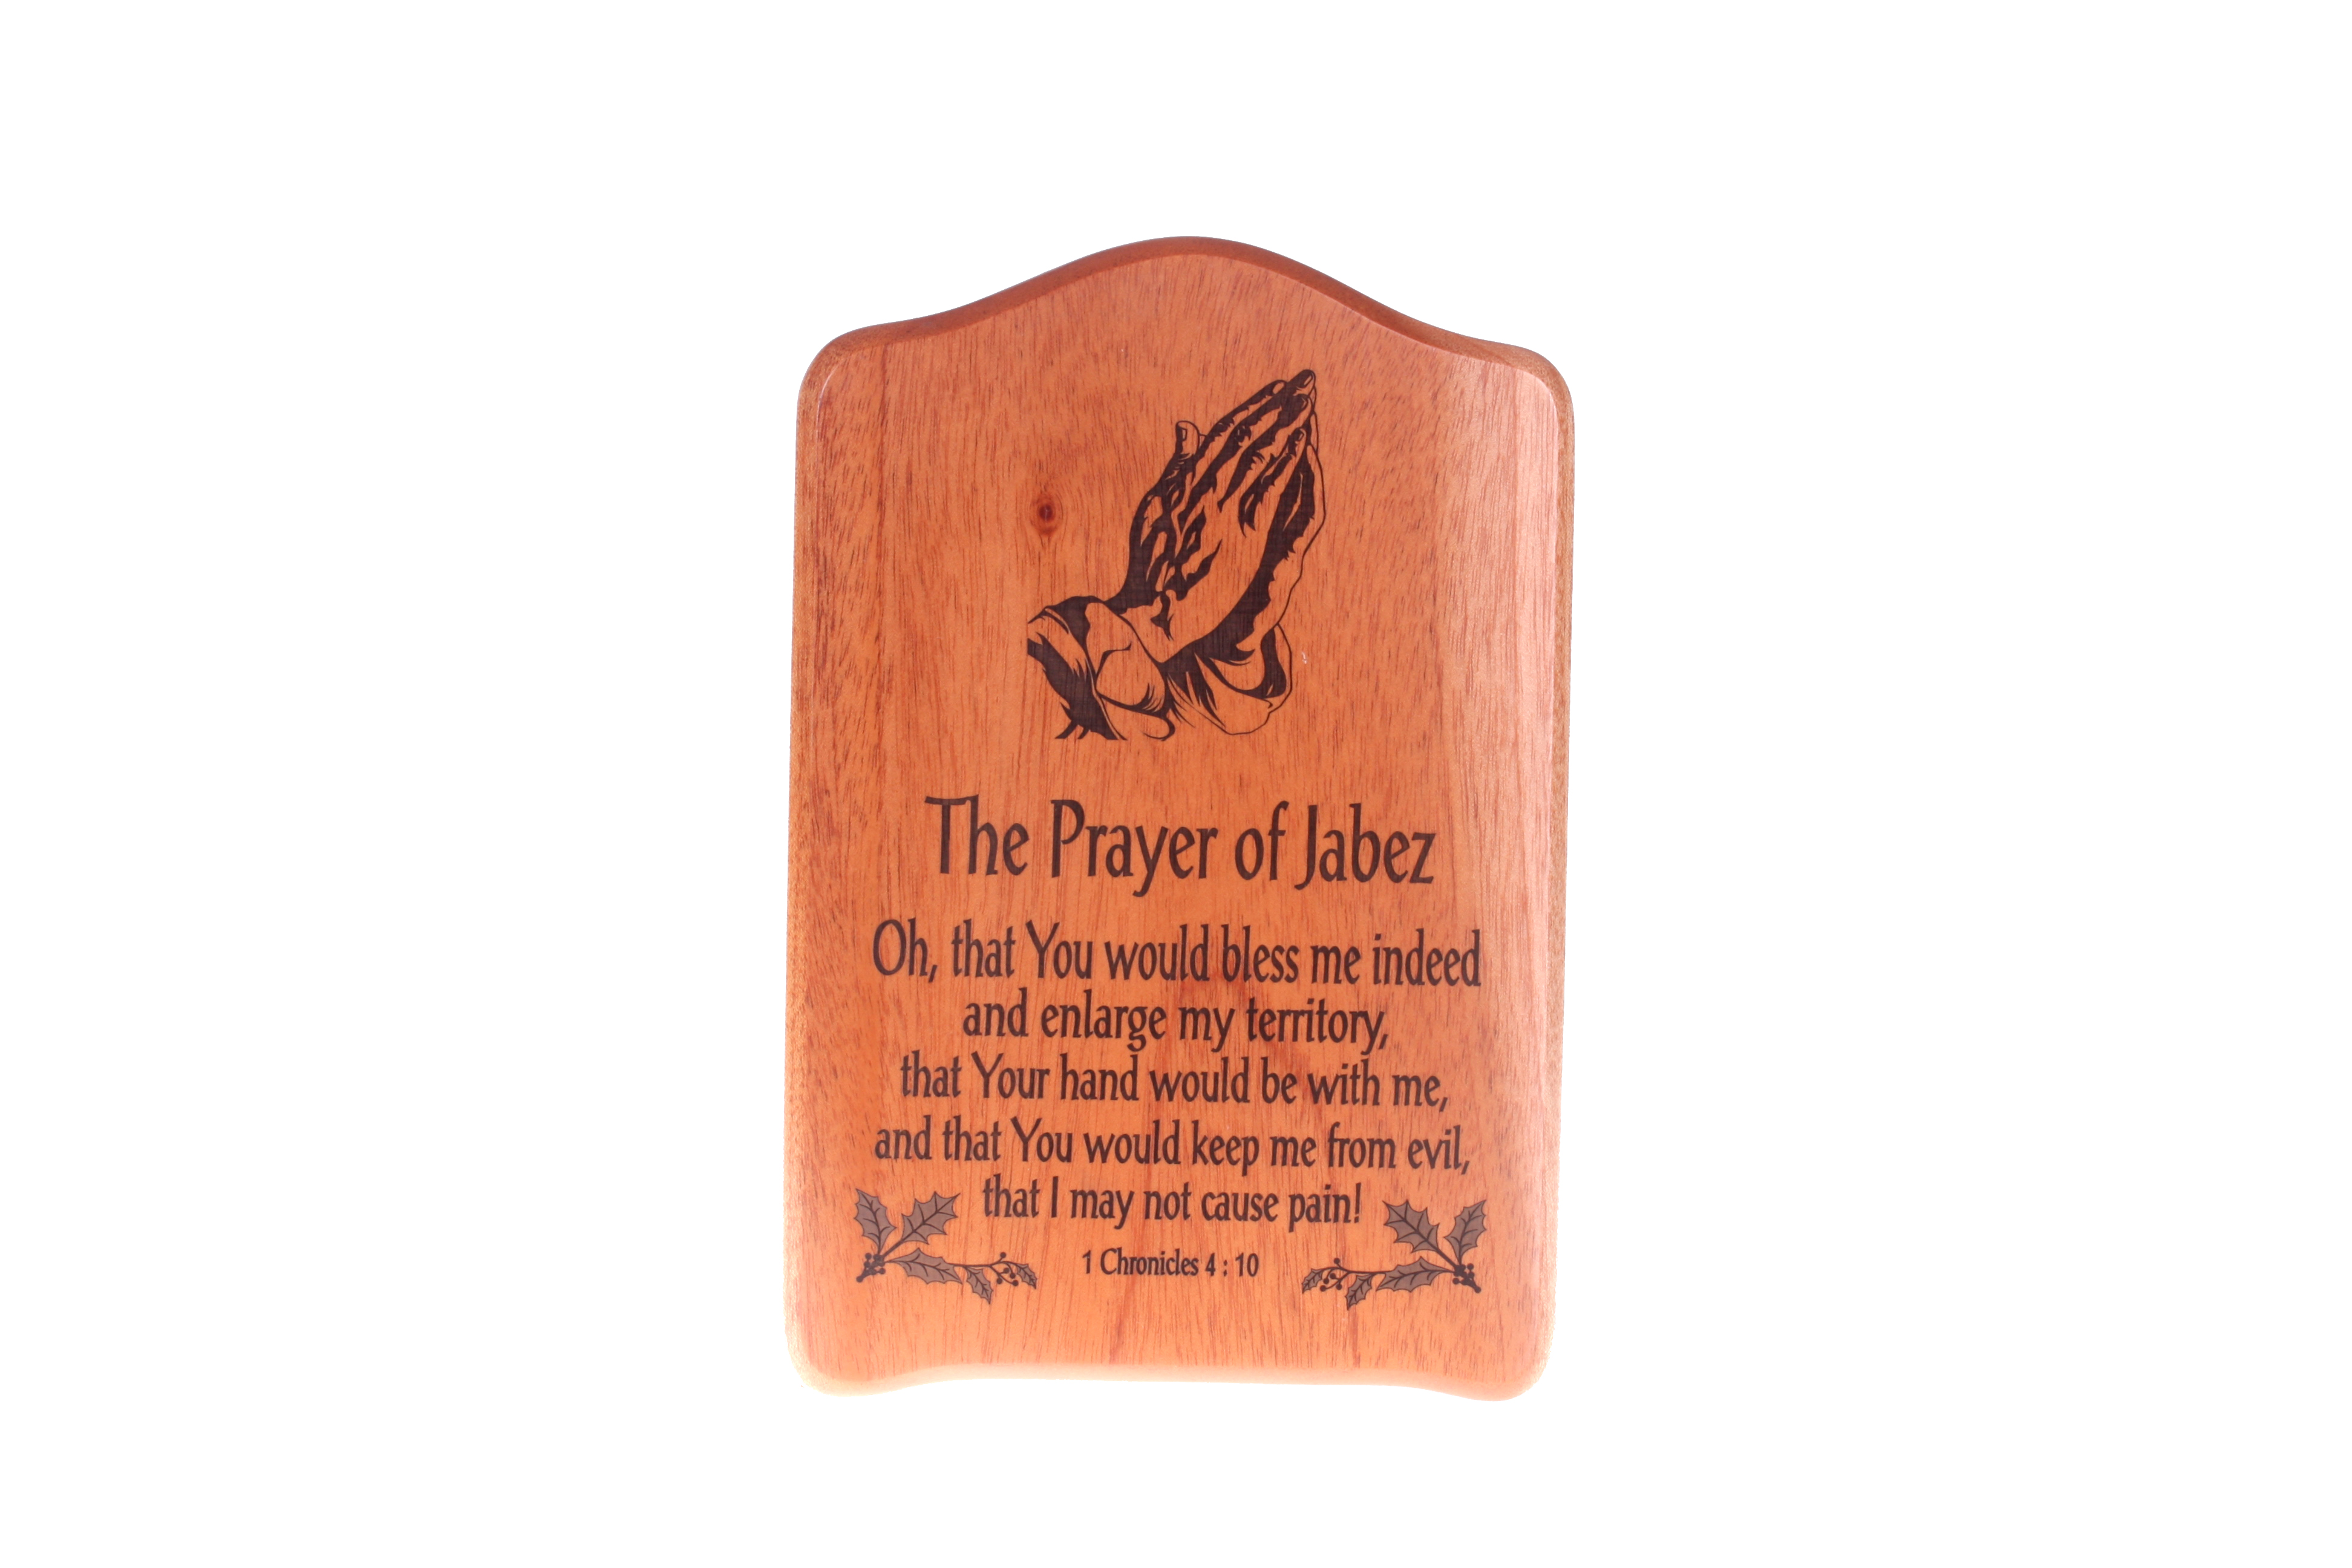 The Prayer of Jabez
Oh, that You would bless me indeed
and enlarge my territory,
that Your hand would be with me,
and that You would keep me from evil,
that I may not cause pain!
1 Chronicles 4 : 10